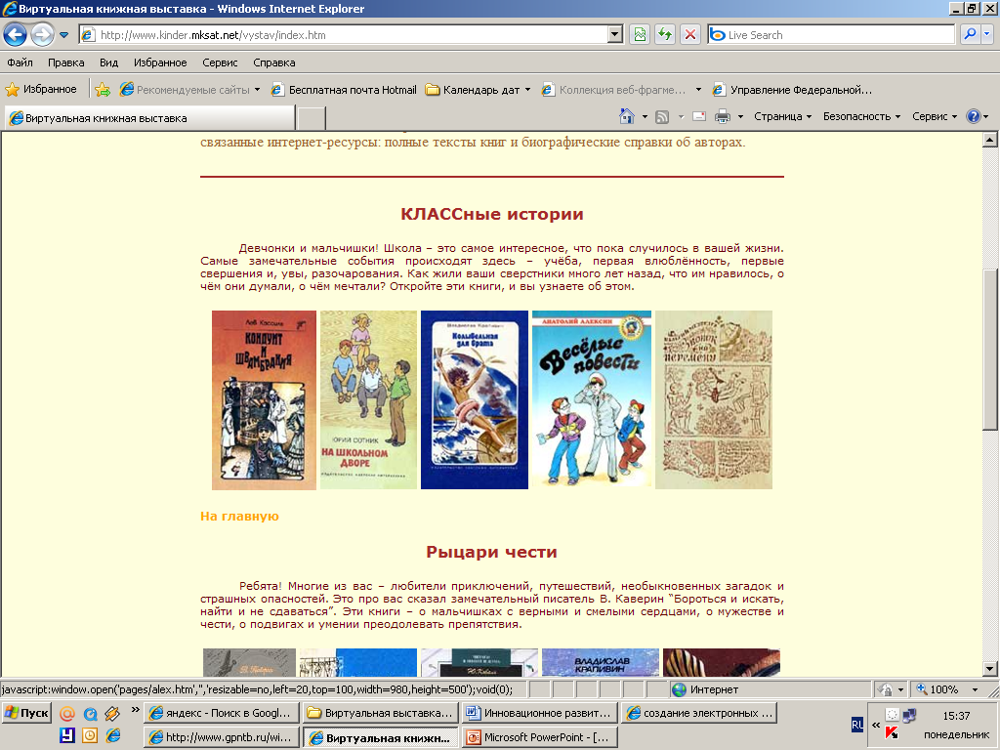 Виртуальная книжная выставка - Windows Internet Explorer
http://www.kinder.mksat.net/vystav/index.htm
Live Search
Файл Правка Вид Избранное Сервис Справка
Избранное Рекомендуемые сайты Бесплатная почта Hotmail Календарь дат Коллекция веб-фрагме... Управление Федеральной...
Виртуальная книжная выставка
Страница Безопасность Сервис
связанные интернет-ресурсы: полные тексты книг и биографические справки об авторах.
КЛАССные истории
Девчонки и мальчишки! Школа – это самое интересное, что пока случилось в вашей жизни.
Самые замечательные события происходят здесь – учёба, первая влюблённость, первые
свершения и, увы, разочарования. Как жили ваши сверстники много лет назад, что им нравилось, о
чём они думали, о чём мечтали? Откройте эти книги, и вы узнаете об этом.
Лев Кассиль
КОНДУИТ
И
ШВАМБРАНИЯ
ЮРИЙ СОТНИК
НА ШКОЛЬНОМ
ДВОРЕ
Колыбельная
для брата
АНАТОЛИЙ АЛЕКСИН
Весёлые
повести
На главную
Рыцари чести
Ребята! Многие из вас – любители приключений, путешествий, необыкновенных загадок и
страшных опасностей. Это про вас сказал замечательный писатель В. Каверин "Бороться и искать,
найти и не сдаваться". Эти книги – о мальчишках с верными и смелыми сердцами, о мужестве и
чести, о подвигах и умении преодолевать препятствия.
ВЛАДИСЛАВ
КРАПИВИН
javascript:window.open('pages/alex.htm','','resizable=no,left=20,top=100,width=980,height=500');void(0);
Интернет
100%
Пуск
яндекс - Поиск в Googl...
Виртуальная выставка...
Инновационное развит...
создание электронных ...
RU
15:37
http://www.gpntb.ru/wi...
Виртуальная книжн...
Microsoft PowerPoint - [...
понедельник